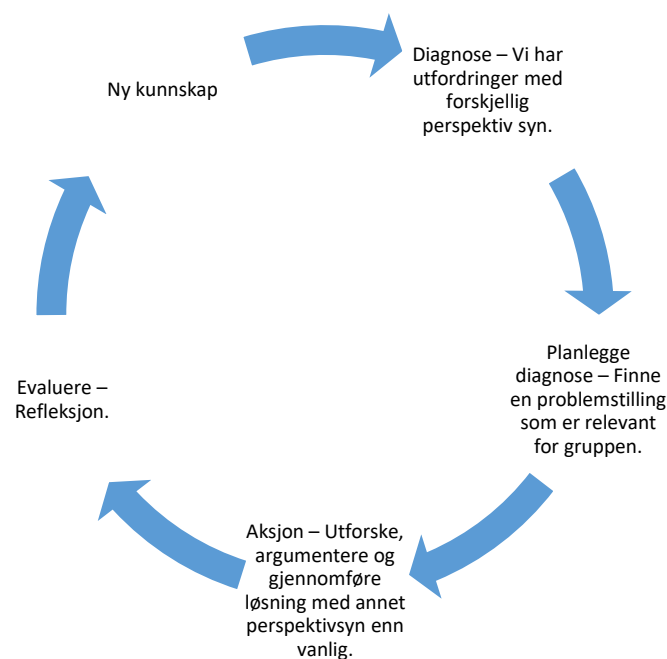 Ny kunnskap
Diagnose – Vi har
utfordringer med
forskjellig
perspektiv syn.
Planlegge
diagnose – Finne
en problemstilling
som er relevant
for gruppen.
Aksjon – Utforske,
argumentere og
gjennomføre
løsning med annet
perspektivsyn enn
vanlig.
Evaluere –
Refleksjon.